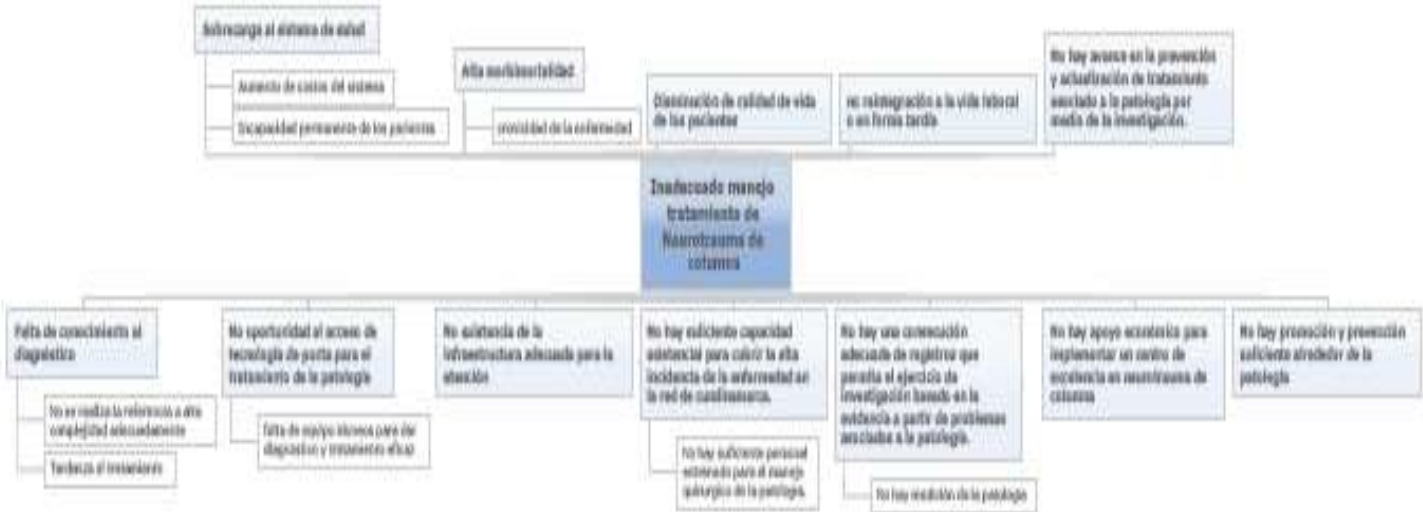 Sobrecarga al sistema de salud
Aumento de costos del sistema
Incapacidad permanente de los pacientes
Alta morbimortalidad
cronicidad de la enfermedad
Disminución de calidad de vida
de los pacientes
no reintegración a la vida laboral
o en forma tardía
No hay avance en la prevención
y actualización de tratamiento
asociado a la patología por
medio de la investigación.
Inadecuado manejo
tratamiento de
Neurotrauma de
columna
Falta de conocimiento al
diagnóstico
No se realiza la referencia a alta
complejidad adecuadamente
Tardanza al tratamiento
No oportunidad al acceso de
tecnología de punta para el
tratamiento de la patología
falta de equipo técnico para dar
diagnóstico y tratamiento eficaz
No existencia de la
infraestructura adecuada para la
atención
No hay suficiente capacidad
asistencial para cubrir la alta
incidencia de la enfermedad en
la red de cundinamarca.
No hay suficiente personal
entrenado para el manejo
quirurgico de la patologia.
No hay una
adecuada de registros que
permita el ejercicio de
investigación basado en la
evidencia a partir de problemas
asociados a la patología.
No hay medición de la patologia
No hay apoyo económico para
implementar un centro de
excelencia en neurotrauma de
columna
No hay promoción y prevención
suficiente alrededor de la
patología